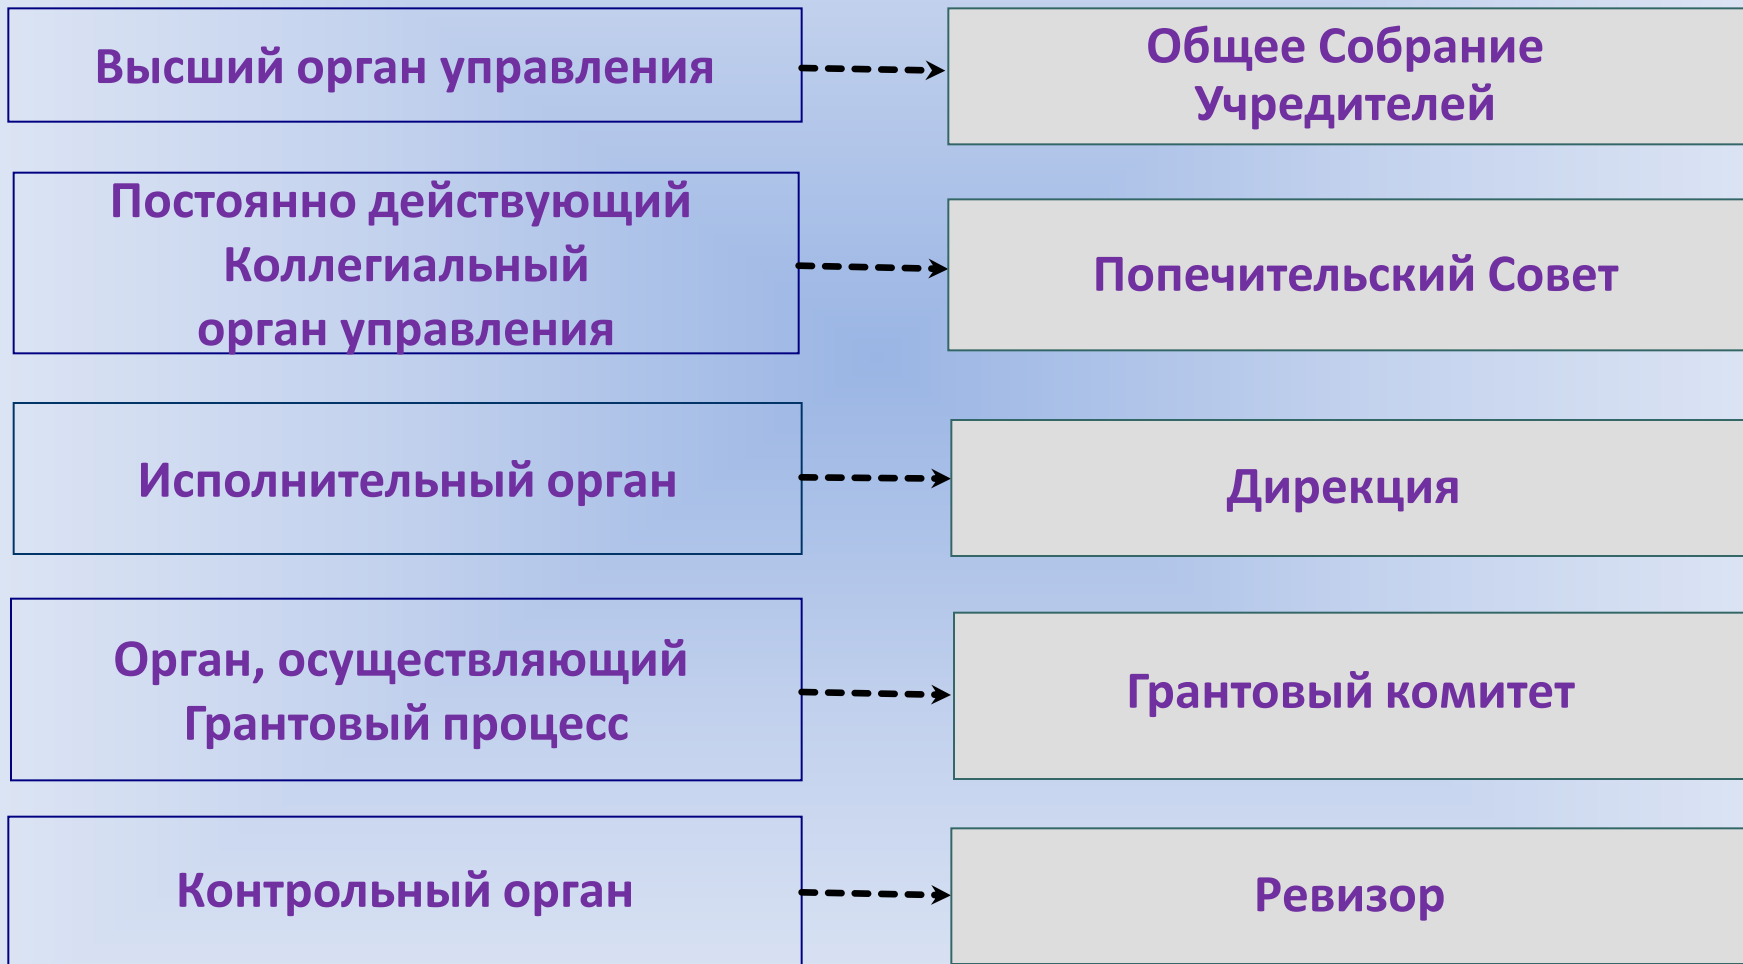 Высший орган управления
Общее Собрание
Учредителей
Постоянно действующий
Коллегиальный
орган управления
Попечительский Совет
Исполнительный орган
Дирекция
Орган, осуществляющий
Грантовый процесс
Грантовый комитет
Контрольный орган
Ревизор